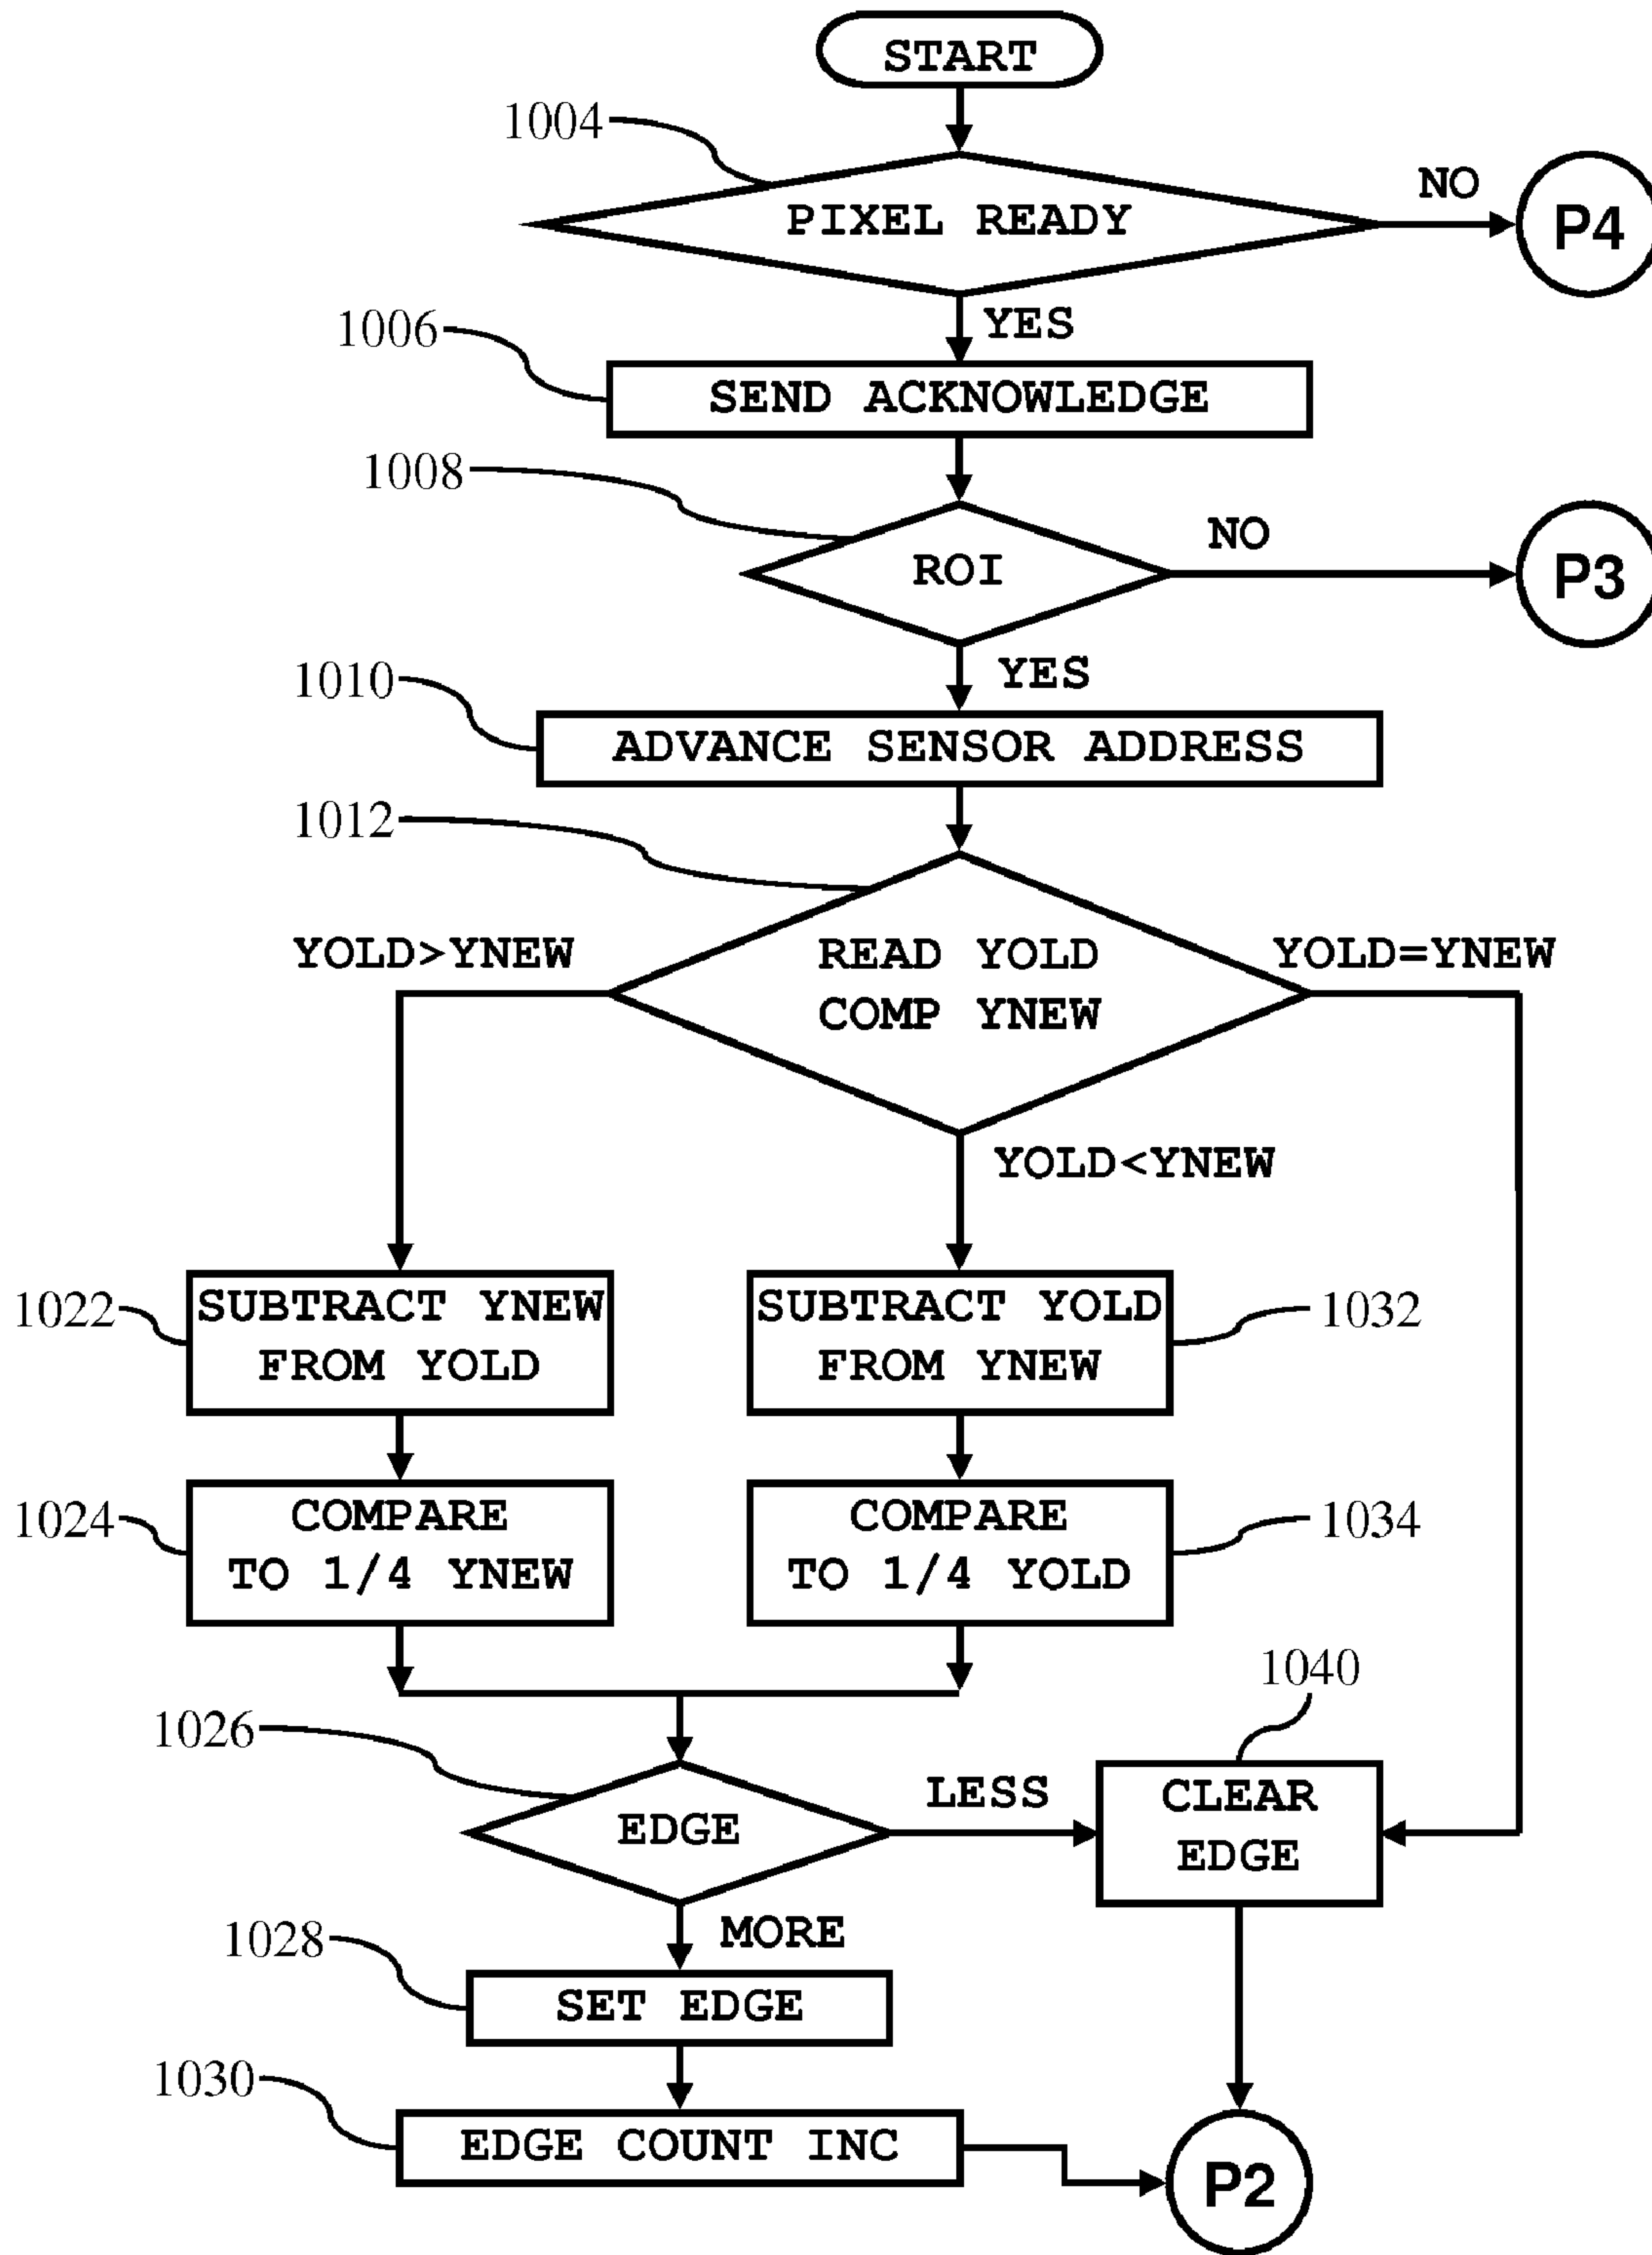 START
1004
PIXEL READY
NO
P4
YES
1006
SEND ACKNOWLEDGE
1008
ROI
NO
P3
YES
1010
ADVANCE SENSOR ADDRESS
1012
YOLD>YNEW
READ YOLD
COMP YNEW
YOLD=YNEW
YOLD<YNEW
1022
SUBTRACT YNEW
FROM YOLD
SUBTRACT YOLD
FROM YNEW
1032
1024
COMPARE
TO 1/4 YNEW
COMPARE
TO 1/4 YOLD
1034
1040
1026
EDGE
LESS
CLEAR
EDGE
MORE
1028
SET EDGE
1030
EDGE COUNT INC
P2